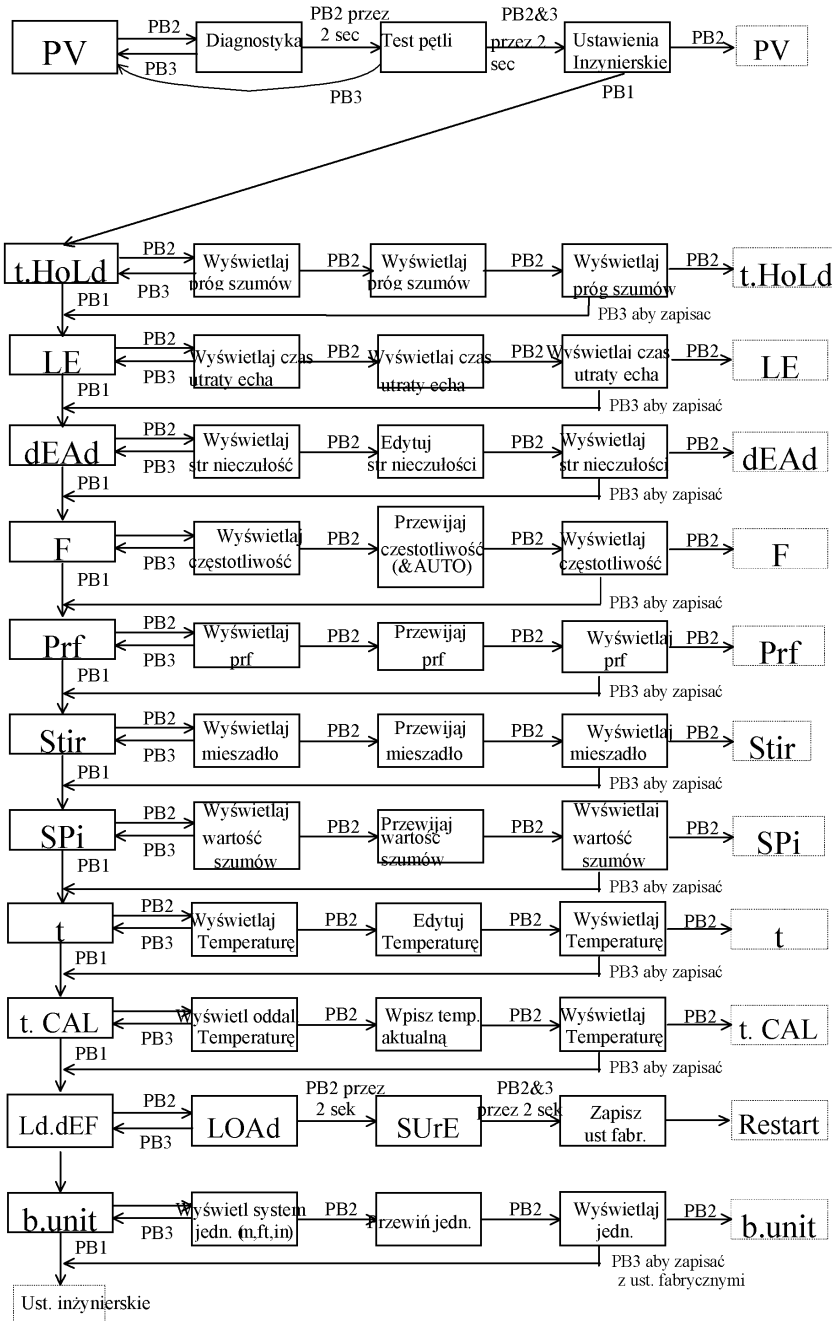 PV
PB2
PB3
Diagnostyka
PB2 przez
2 sec
Test pętli
PB3
PB2&3
przez 2
sec
Ustawienia
Inzynierskie
PB2
PV
PB1
t.HoLd
PB2
PB3
Wyświetlaj
próg szumów
PB2
Wyświetlaj
próg szumów
PB2
Wyświetlaj
próg szumów
PB2
t.HoLd
PB1
PB3 aby zapisac
LE
PB2
PB3
Wyświetlaj czas
utraty echa
PB2
Wyświetlaj czas
utraty echa
PB2
Wyświetlaj czas
utraty echa
PB2
LE
PB1
PB3 aby zapisać
dEAd
PB2
PB3
Wyświetlaj
str nieczułość
PB2
Edytuj
str nieczułości
PB2
Wyświetlaj
str nieczułości
PB2
dEAd
PB1
PB3 aby zapisać
F
PB2
PB3
Wyświetlaj
częstotliwość
PB2
Przewijaj
czestotliwość
(&AUTO)
PB2
Wyświetlaj
częstotliwość
PB2
F
PB1
PB3 aby zapisać
Prf
PB2
PB3
Wyświetlaj
prf
PB2
Przewijaj
prf
PB2
Wyświetlaj
prf
PB2
Prf
PB1
PB3 aby zapisać
Stir
PB2
PB3
Wyświetlaj
mieszadło
PB2
Przewijaj
mieszadło
PB2
Wyświetlaj
mieszadło
PB2
Stir
PB1
PB3 aby zapisać
SPi
PB2
PB3
Wyświetlaj
wartość
szumów
PB2
Przewijaj
wartość
szumów
PB2
Wyświetlaj
wartość
szumów
PB2
SPi
PB1
PB3 aby zapisać
t
PB2
PB3
Wyświetlaj
Temperaturę
PB2
Edytuj
Temperaturę
PB2
Wyświetlaj
Temperaturę
PB2
t
PB1
PB3 aby zapisać
t. CAL
PB2
PB3
Wyświetl oddal
Temperaturę
PB2
Wpisz temp.
aktualną
PB2
Wyświetlaj
Temperaturę
PB2
t. CAL
PB1
PB3 aby zapisać
Ld.dEF
PB2
PB3
LOAd
PB2 przez
2 sek
SUrE
PB2&3
przez 2 sek
Zapisz
ust fabr.
Restart
b.unit
PB2
PB3
Wyświetl system
jedn. (m,ft,in)
PB2
Przewiń jedn.
PB2
Wyświetlaj
jedn.
PB2
b.unit
PB1
PB3 aby zapisać
z ust. fabrycznymi
Ust. inżynierskie